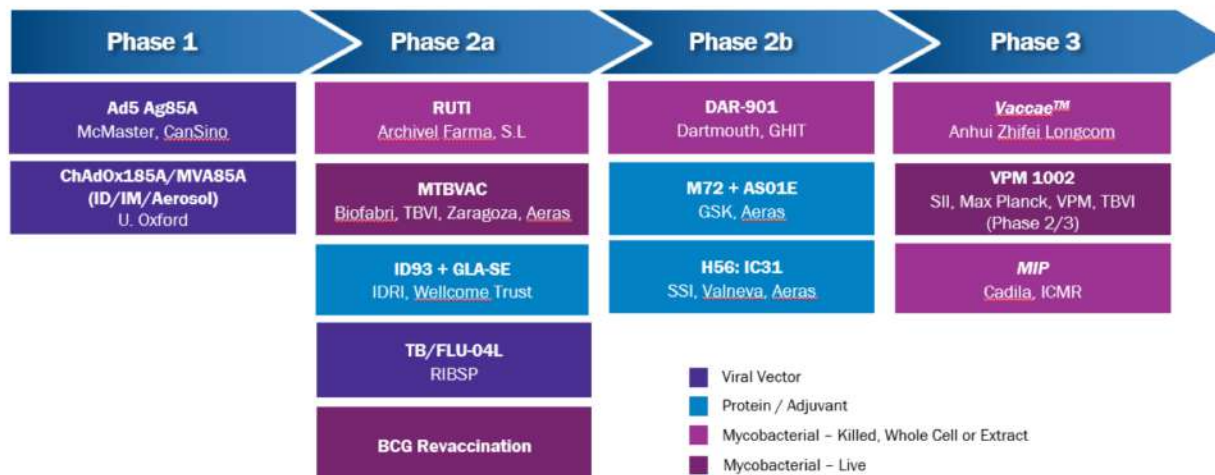 Phase 1
Phase 2a
Phase 2b
Phase 3
Ad5 Ag85A
McMaster, CanSino
ChAdOx185A/MVA85A
(ID/IM/Aerosol)
U. Oxford
RUTI
Archivel Farma, S.L
MTBVAC
Biofabri, TBVI, Zaragoza, Aeras
ID93 + GLA-SE
IDRI, Wellcome Trust
TB/FLU-04L
RIBSP
BCG Revaccination
DAR-901
Dartmouth, GHIT
M72 + AS01E
GSK, Aeras
H56: IC31
SSI, Valneva, Aeras
Vaccae™
Anhui Zhifei Longcom
VPM 1002
SII, Max Planck, VPM, TBVI
(Phase 2/3)
MIP
Cadila, ICMR
Viral Vector
Protein / Adjuvant
Mycobacterial – Killed, Whole Cell or Extract
Mycobacterial – Live